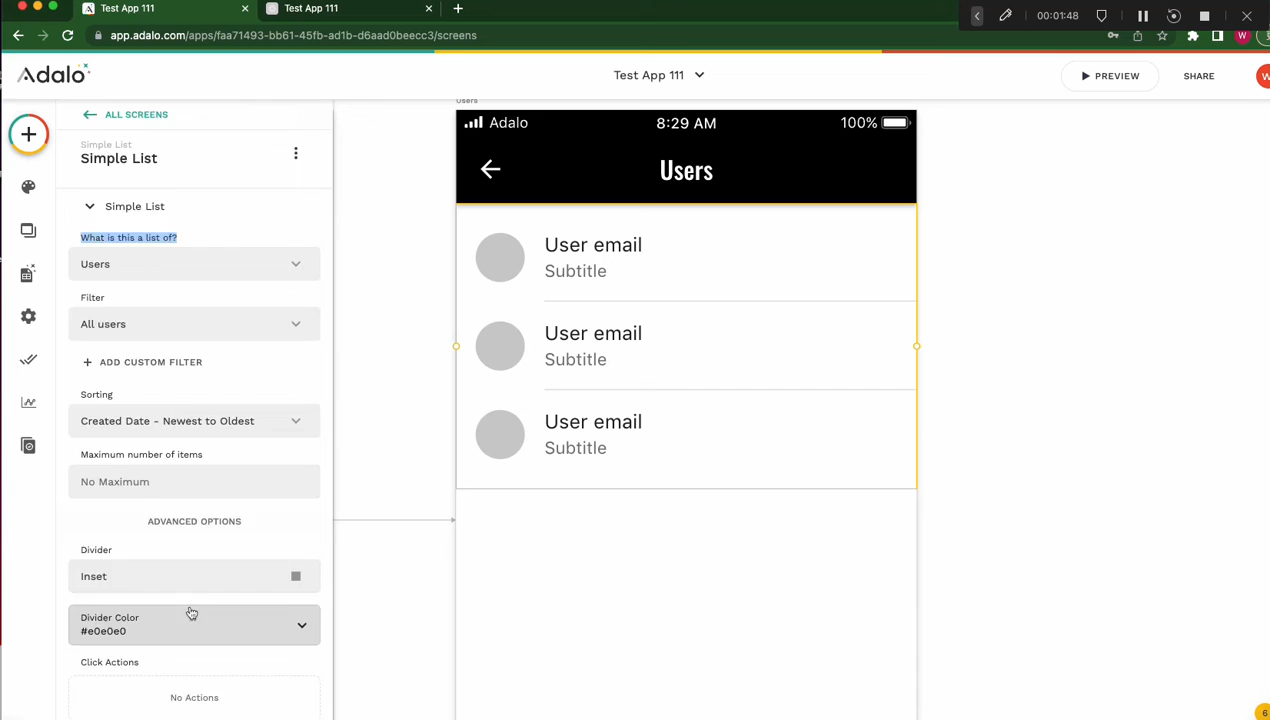 Test App 111
Test App 111
00:01:48
app.adalo.com/apps/faa71493-bb61-45fb-ad1b-d6aad0beecc3/screens
W
Adalo
Test App 111
PREVIEW
SHARE
W
ALL SCREENS
Simple List
Simple List
Simple List
What is this a list of?
Users
Filter
All users
ADD CUSTOM FILTER
Sorting
Created Date - Newest to Oldest
Maximum number of items
No Maximum
ADVANCED OPTIONS
Divider
Inset
Divider Color
#e0e0e0
Click Actions
No Actions
Users
Adalo
8:29 AM
100%
Users
User email
Subtitle
User email
Subtitle
User email
Subtitle
6